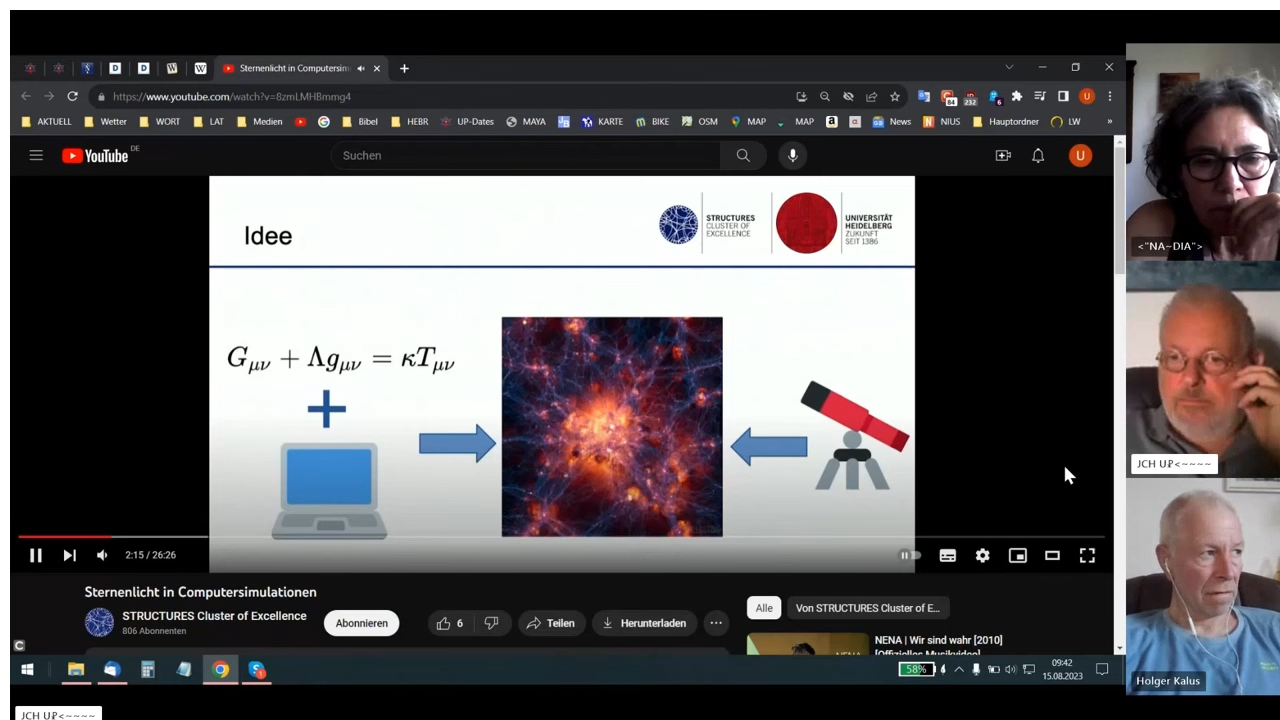 Sternenlicht in Computersim
https://www.youtube.com/watch?v=8zmLMHBmmg4
AKTUELL
Wetter
WORT
LAT
Medien
Bibel
HEBR
UP-Dates
MAYA
KARTE
BIKE
OSM
MAP
MAP
News
NIUS
Hauptordner
LW
»
84
232
6
U
YouTube DE
Suchen
U
Idee
STRUCTURES
CLUSTER OF
EXCELLENCE
UNIVERSITÄT
HEIDELBERG
ZUKUNFT
SEIT 1386
Gμν + Λgμν = κTμν
2:15 / 26:26
Sternenlicht in Computersimulationen
STRUCTURES Cluster of Excellence
806 Abonnenten
Abonnieren
6
Teilen
Herunterladen
Alle
Von STRUCTURES Cluster of E...
NENA | Wir sind wahr [2010]
[Offizielles Musikvideo]
58%
09:42
15.08.2023
<"NA~DIA">
JCH UP<~~~~
Holger Kalus
JCH UP<~~~~